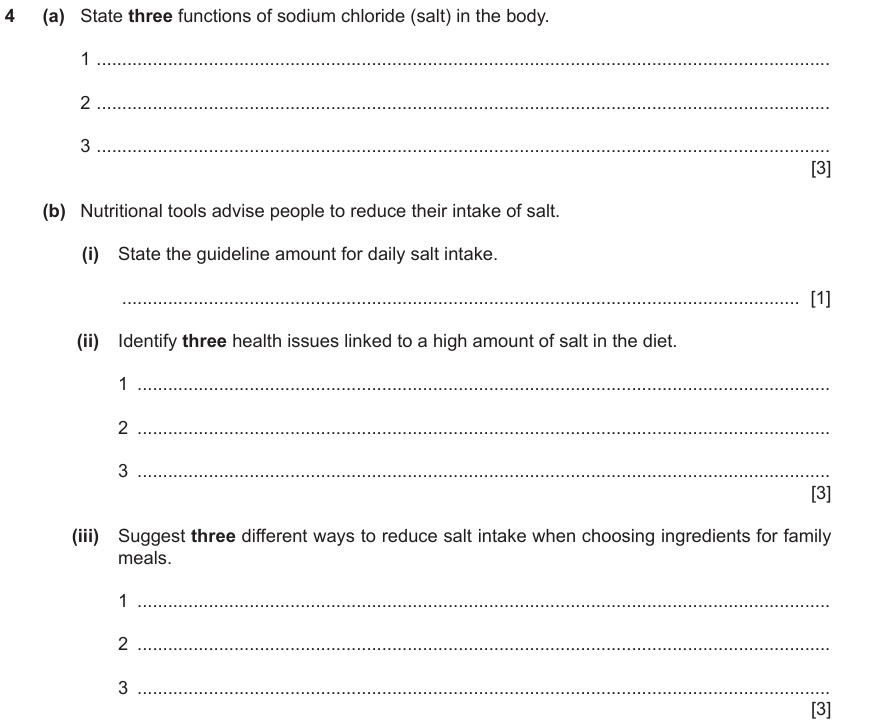 4 (a) State three functions of sodium chloride (salt) in the body.
1 ................................................................................
2 ................................................................................
3 ................................................................................
[3]
(b) Nutritional tools advise people to reduce their intake of salt.
(i) State the guideline amount for daily salt intake.
................................................................................ [1]
(ii) Identify three health issues linked to a high amount of salt in the diet.
1 ................................................................................
2 ................................................................................
3 ................................................................................
[3]
(iii) Suggest three different ways to reduce salt intake when choosing ingredients for family
meals.
1 ................................................................................
2 ................................................................................
3 ................................................................................
[3]